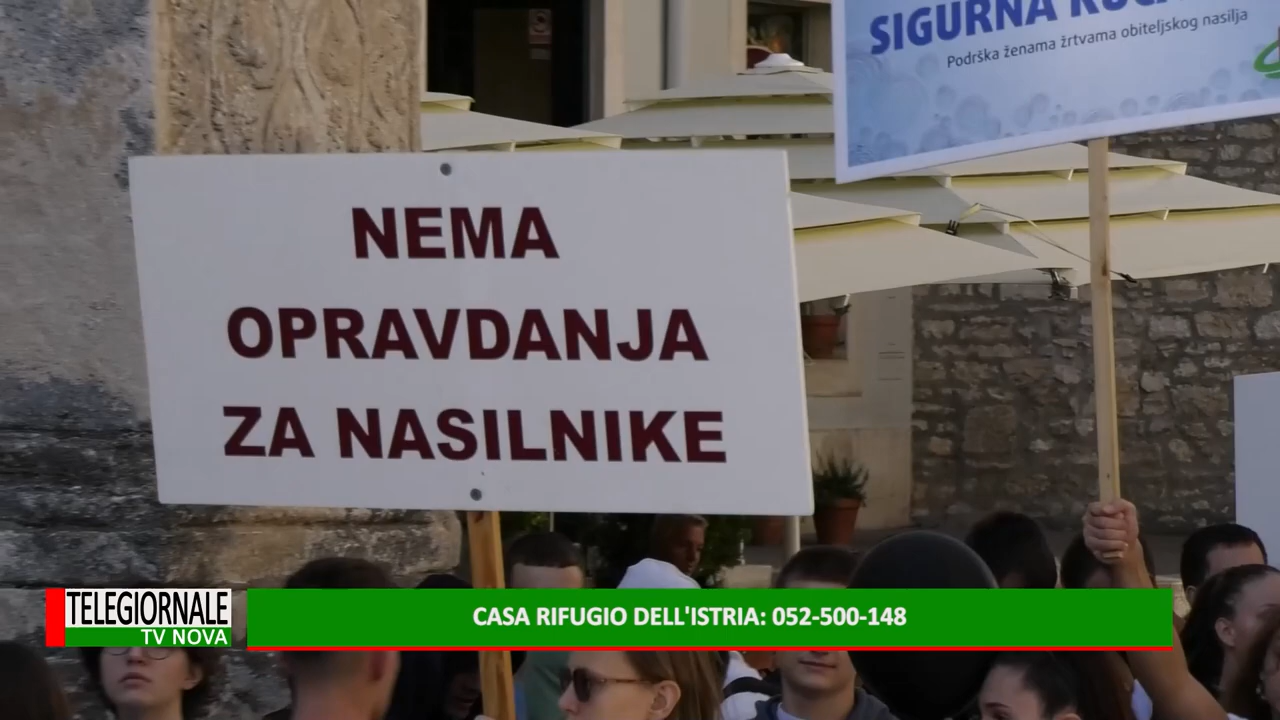 SIGURNA
Podrška ženama žrtvama obiteljskog nasilja
NEMA
OPRAVDANJA
ZA NASILNIKE
TELEGIORNALE
TV NOVA
CASA RIFUGIO DELL'ISTRIA: 052-500-148